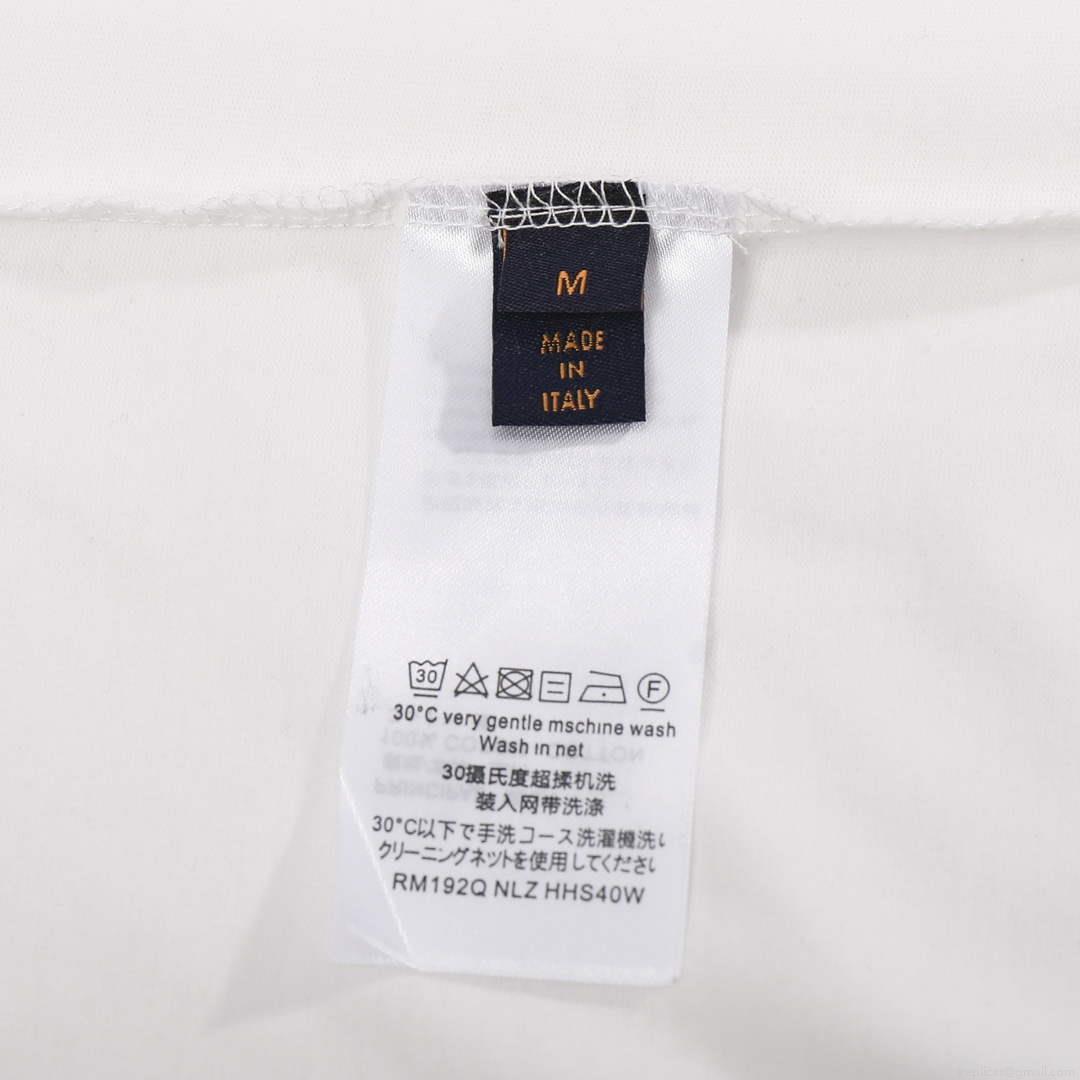 M
MADE
IN
ITALY
30
F
30°C very gentle mschine wash
Wash in net
30摄氏度超揉机洗
装入网带洗涤
30°C以下で手洗コース洗濯機洗い
クリーニングネットを使用してください
RM192Q NLZ HHS40W